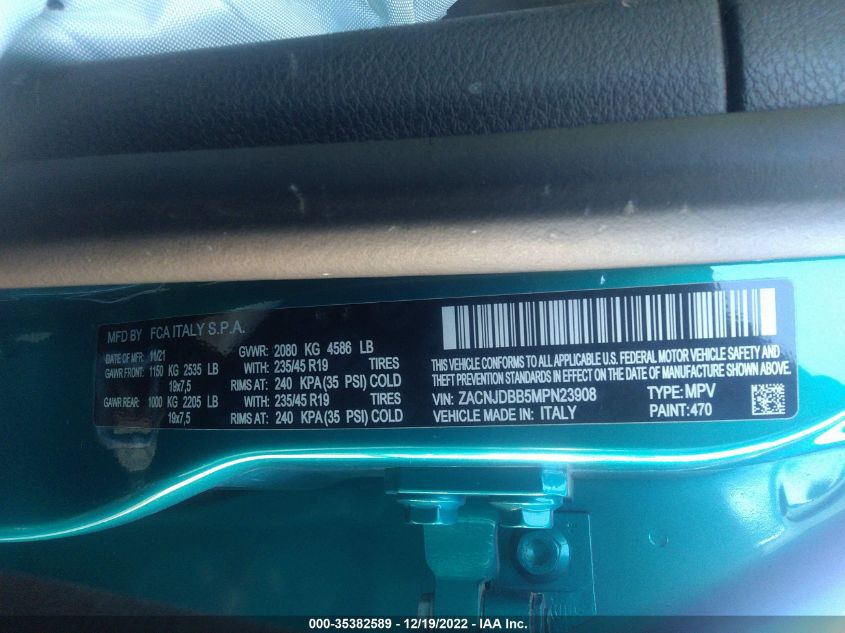 MFD BY FCA ITALY S.P.A.
DATE OF MFR: 11/21 GVWR: 2080 KG 4586 LB
GAWR FRONT: 1150 KG 2535 LB WITH: 235/45 R19 TIRES
19x7,5 RIMS AT: 240 KPA (35 PSI) COLD
GAWR REAR: 1000 KG 2205 LB WITH: 235/45 R19 TIRES
19x7,5 RIMS AT: 240 KPA (35 PSI) COLD
THIS VEHICLE CONFORMS TO ALL APPLICABLE U.S. FEDERAL MOTOR VEHICLE SAFETY AND
THEFT PREVENTION STANDARDS IN EFFECT ON THE DATE OF MANUFACTURE SHOWN ABOVE.
VIN: ZACNJDBB5MPN23908 TYPE: MPV
VEHICLE MADE IN: ITALY PAINT: 470
000-35382589 - 12/19/2022 - IAA Inc.